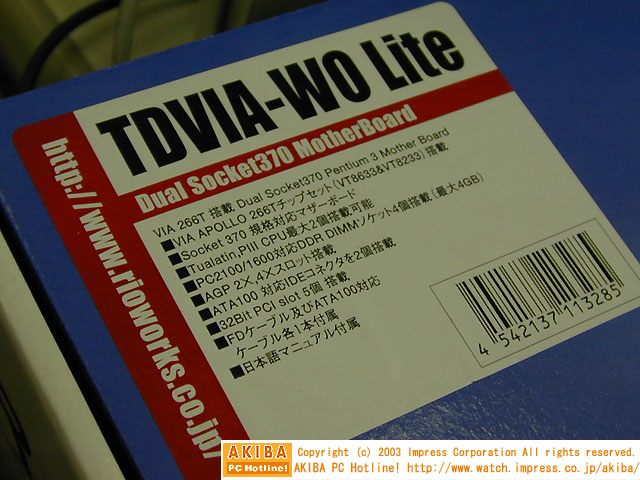 TDVIA-WO Lite
Dual Socket370 MotherBoard
http://www.rioworks.co.jp/
VIA 266T 搭載 Dual Socket370 Pentium 3 Mother Board
■VIA APOLLO 266Tチップセット(VT8633&VT8233)搭載
■Socket 370 規格対応マザーボード
■Tualatin,PIII CPU最大2個搭載可能
■PC2100/1600対応DDR DIMMソケット4個搭載(最大4GB)
■AGP 2X,4Xスロット搭載
■ATA100 対応IDEコネクタを2個搭載
■32Bit PCI slot 5個 搭載
■FDケーブル及びATA100対応
ケーブル各1本付属
■日本語マニュアル付属
4 542137 113285
AKIBA
PC Hotline!
Copyright (c) 2003 Impress Corporation All rights reserved.
AKIBA PC Hotline! http://www.watch.impress.co.jp/akiba/